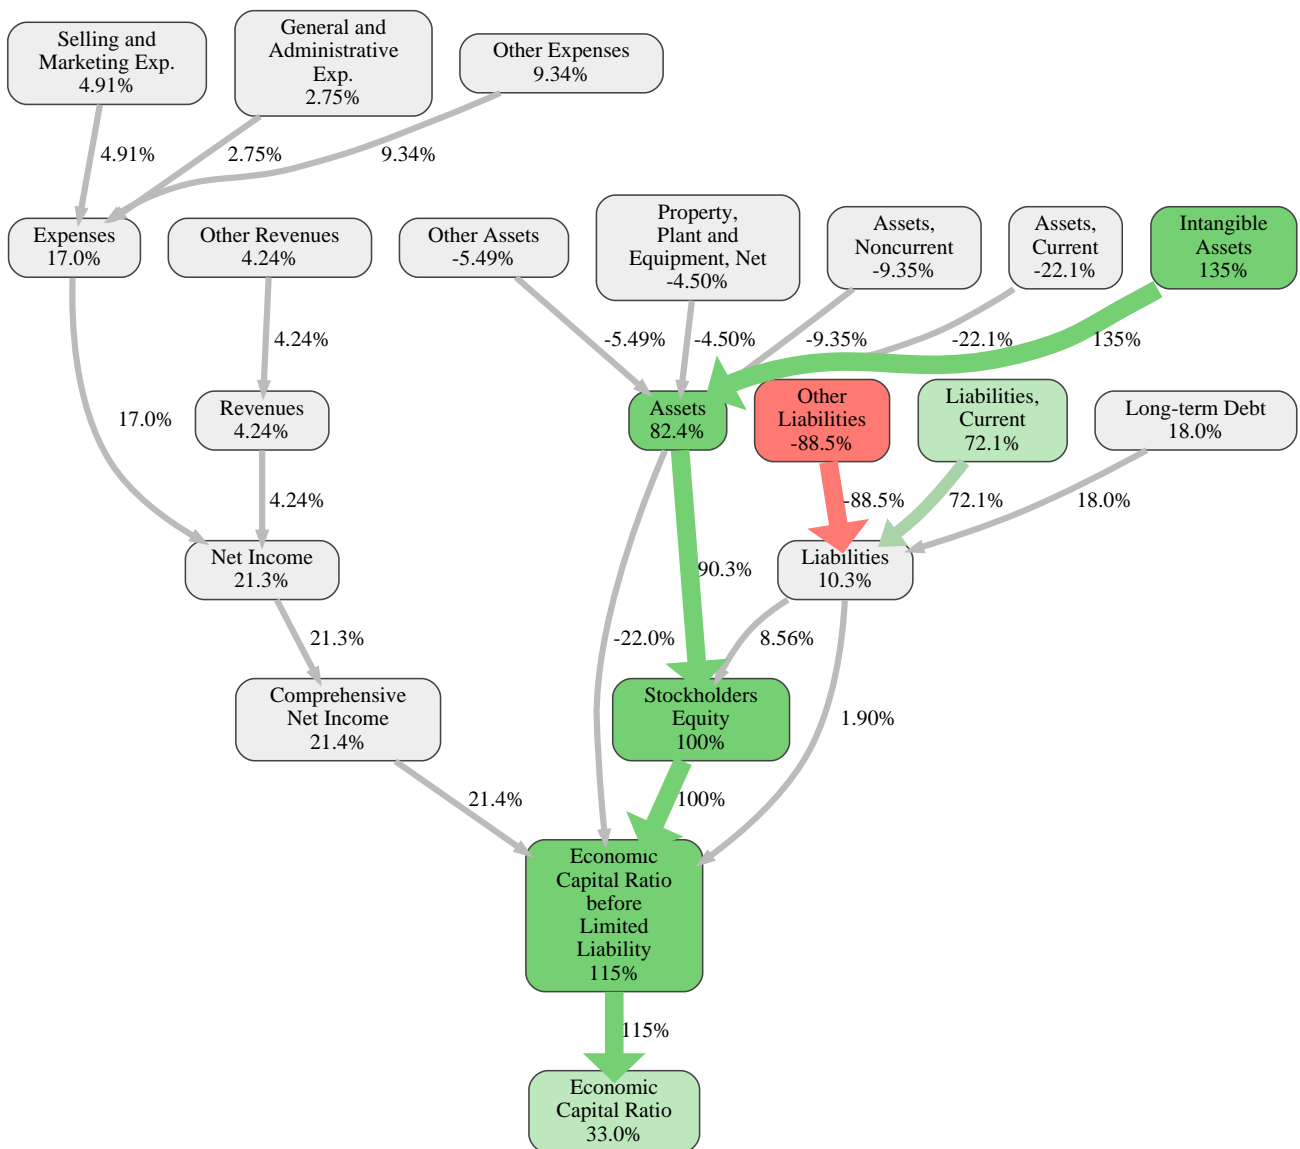 Selling and
Marketing Exp.
4.91%
General and
Administrative
Exp.
2.75%
Other Expenses
9.34%
4.91%
2.75%
9.34%
Expenses
17.0%
Other Revenues
4.24%
Other Assets
-5.49%
Property,
Plant and
Equipment, Net
-4.50%
Assets,
Noncurrent
-9.35%
Assets,
Current
-22.1%
Intangible
Assets
135%
4.24%
-5.49%
-4.50%
-9.35%
-22.1%
135%
17.0%
Revenues
4.24%
Assets
82.4%
Other
Liabilities
-88.5%
Liabilities,
Current
72.1%
Long-term Debt
18.0%
4.24%
-88.5%
72.1%
18.0%
Net Income
21.3%
90.3%
Liabilities
10.3%
21.3%
-22.0%
8.56%
Comprehensive
Net Income
21.4%
Stockholders
Equity
100%
1.90%
21.4%
100%
Economic
Capital Ratio
before
Limited
Liability
115%
115%
Economic
Capital Ratio
33.0%